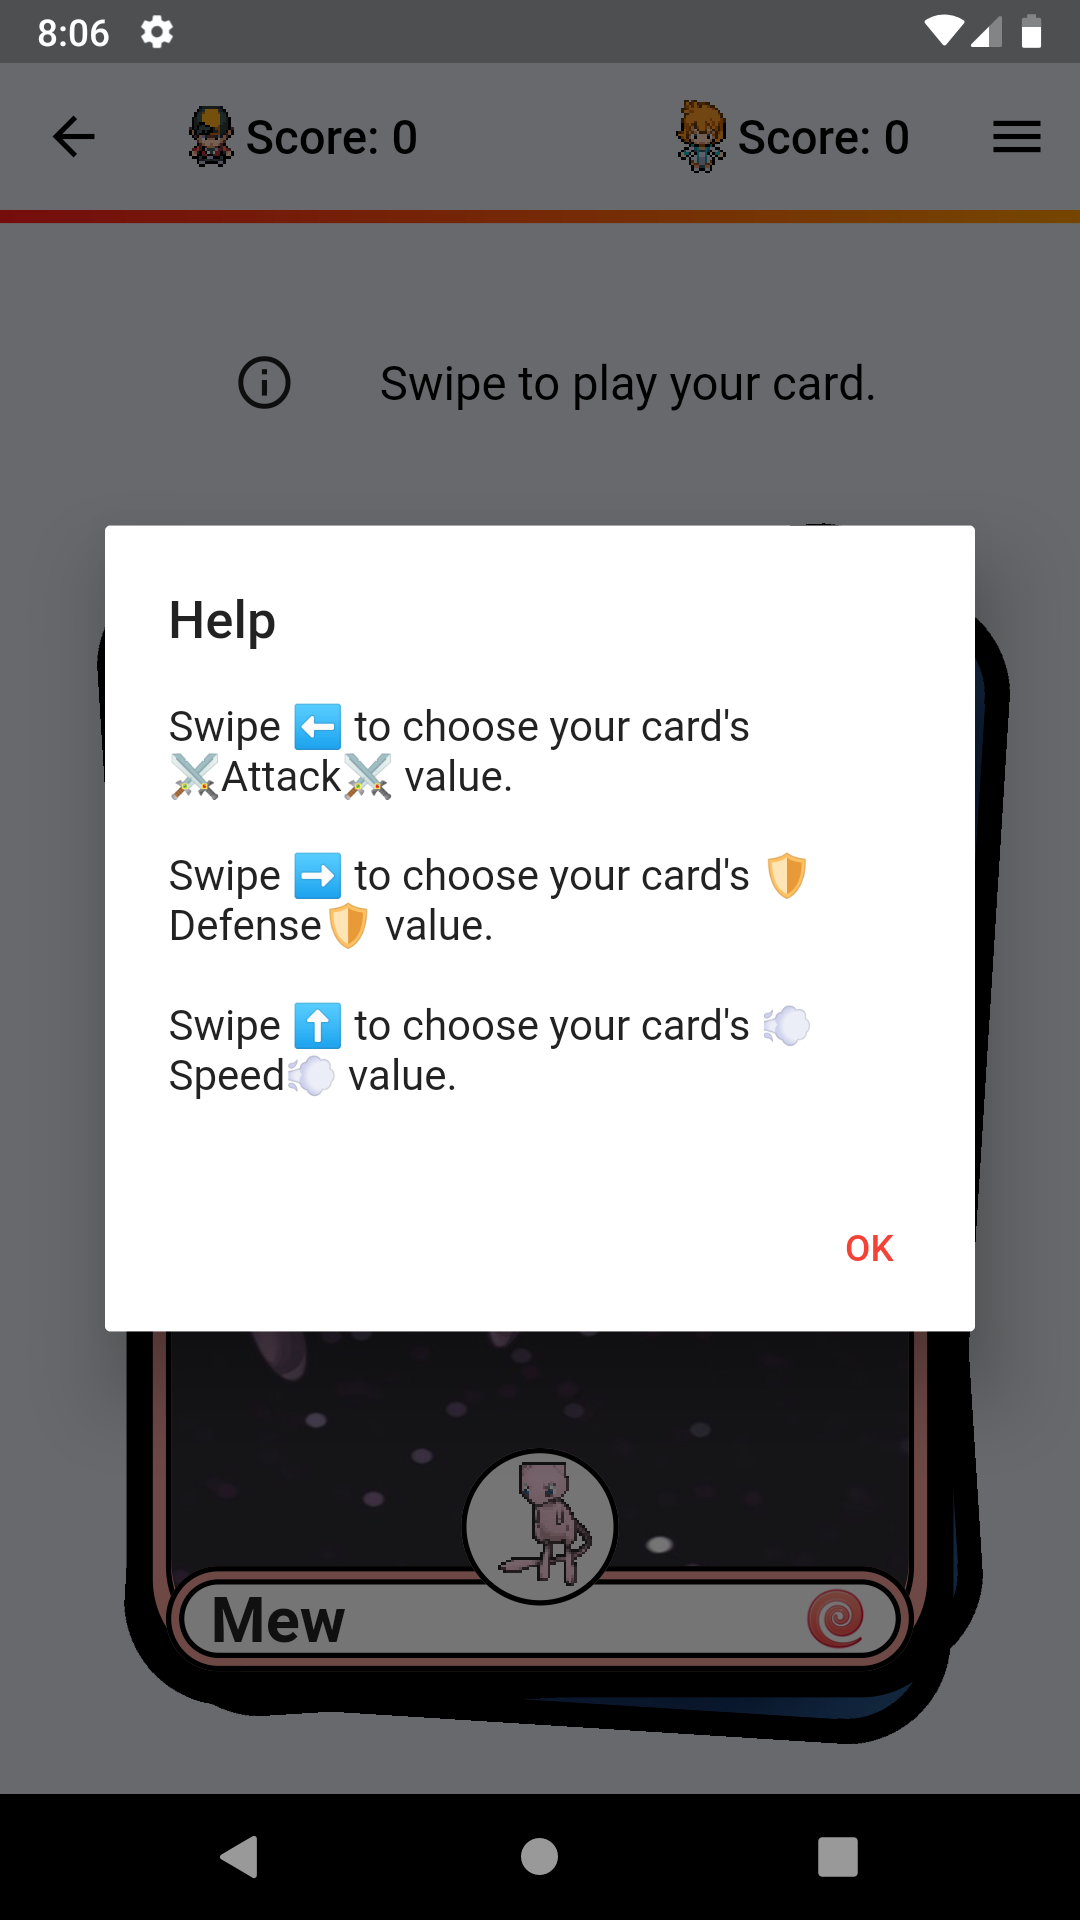 8:06
Score: 0 Score: 0
Swipe to play your card.
Help
Swipe ⬅️ to choose your card's
⚔️Attack⚔️ value.
Swipe ➡️ to choose your card's 🛡️
Defense🛡️ value.
Swipe ⬆️ to choose your card's 💨
Speed💨 value.
OK
Mew